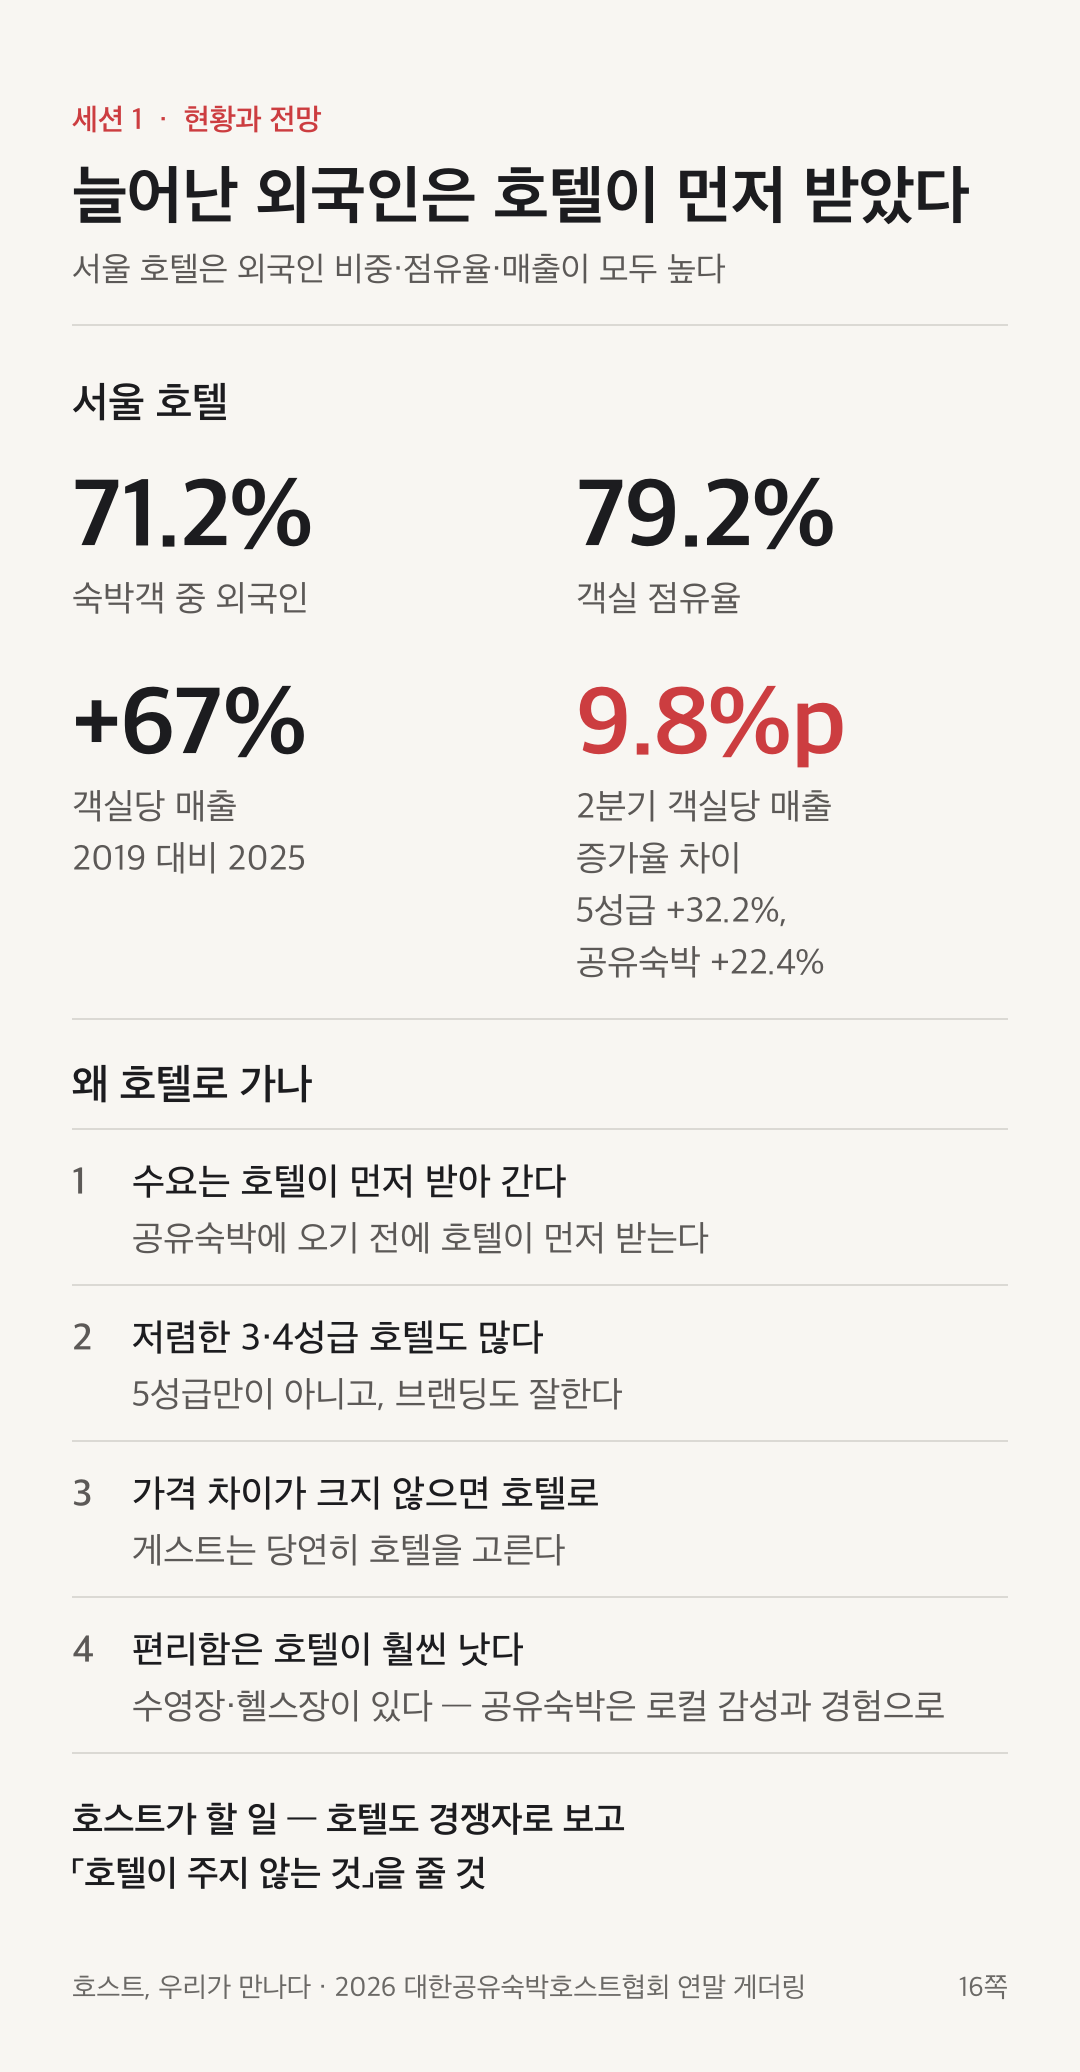 세션 1 · 현황과 전망
늘어난 외국인은 호텔이 먼저 받았다
서울 호텔은 외국인 비중·점유율·매출이 모두 높다
서울 호텔
71.2%
숙박객 중 외국인
79.2%
객실 점유율
+67%
객실당 매출
2019 대비 2025
9.8%p
2분기 객실당 매출
증가율 차이
5성급 +32.2%,
공유숙박 +22.4%
왜 호텔로 가나
1 수요는 호텔이 먼저 받아 간다
공유숙박에 오기 전에 호텔이 먼저 받는다
2 저렴한 3·4성급 호텔도 많다
5성급만이 아니고, 브랜딩도 잘한다
3 가격 차이가 크지 않으면 호텔로
게스트는 당연히 호텔을 고른다
4 편리함은 호텔이 훨씬 낫다
수영장·헬스장이 있다 — 공유숙박은 로컬 감성과 경험으로
호스트가 할 일 — 호텔도 경쟁자로 보고
「호텔이 주지 않는 것」을 줄 것
호스트, 우리가 만나다 · 2026 대한공유숙박호스트협회 연말 게더링 16쪽